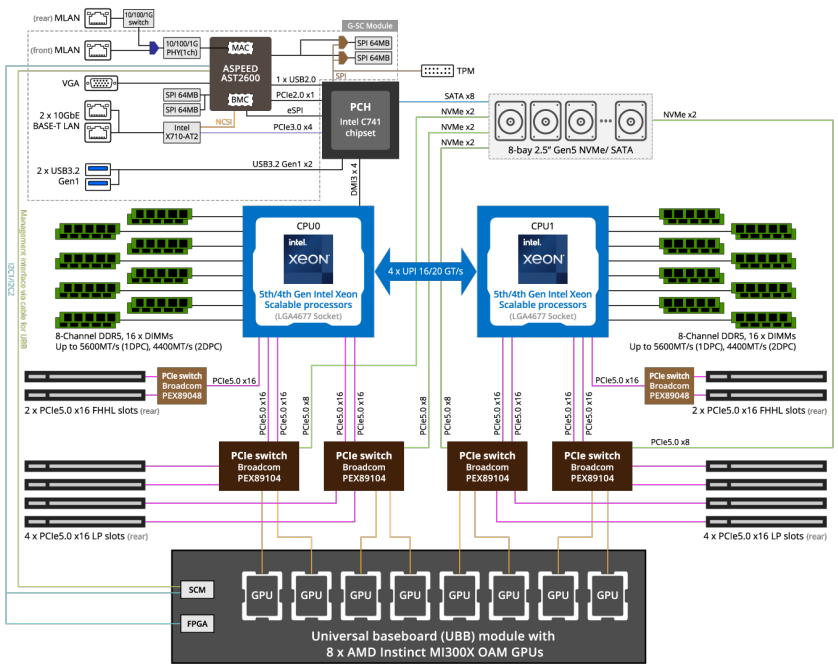 (rear) MLAN
10/100/1G
switch
G-SC Module
(front) MLAN
10/100/1G
PHY(1ch)
MAC
SPI 64MB
SPI 64MB
ASPEED
AST2600
SPI
TPM
VGA
1 x USB2.0
SPI 64MB
SPI 64MB
BMC
PCIe2.0 x1
PCH
Intel C741
chipset
SATA x8
NVMe x2
NVMe x2
NVMe x2
NVMe x2
8-bay 2.5" Gen5 NVMe/ SATA
2 x 10GbE
BASE-T LAN
eSPI
NCSI
Intel
X710-AT2
PCIe3.0 x4
2 x USB3.2
Gen1
USB3.2 Gen1 x2
DMI3 x 4
Management interface via cable for UBB
I2C1/I2C2
CPU0
intel.
xeon
5th/4th Gen Intel Xeon
Scalable processors
(LGA4677 Socket)
4 x UPI 16/20 GT/s
CPU1
intel.
xeon
5th/4th Gen Intel Xeon
Scalable processors
(LGA4677 Socket)
8-Channel DDR5, 16 x DIMMs
Up to 5600MT/s (1DPC), 4400MT/s (2DPC)
8-Channel DDR5, 16 x DIMMs
Up to 5600MT/s (1DPC), 4400MT/s (2DPC)
PCIe switch
Broadcom
PEX89048
PCIe5.0 x16
2 x PCIe5.0 x16 FHHL slots (rear)
PCIe5.0 x16
PCIe switch
Broadcom
PEX89048
2 x PCIe5.0 x16 FHHL slots (rear)
PCIe5.0 x16
PCIe5.0 x16
PCIe5.0 x8
PCIe5.0 x16
PCIe5.0 x16
PCIe5.0 x8
PCIe5.0 x8
PCIe5.0 x16
PCIe5.0 x16
PCIe5.0 x16
PCIe5.0 x16
PCIe5.0 x8
PCIe switch
Broadcom
PEX89104
PCIe switch
Broadcom
PEX89104
PCIe switch
Broadcom
PEX89104
PCIe switch
Broadcom
PEX89104
4 x PCIe5.0 x16 LP slots (rear)
4 x PCIe5.0 x16 LP slots (rear)
SCM
FPGA
GPU
GPU
GPU
GPU
GPU
GPU
GPU
GPU
Universal baseboard (UBB) module with
8 x AMD Instinct MI300X OAM GPUs